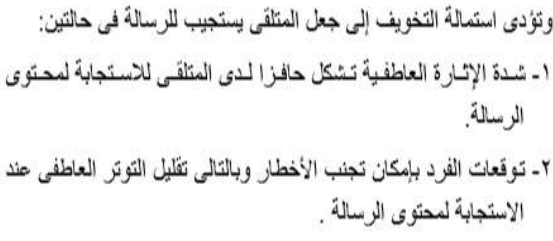 وتؤدى استمالة التخويف إلى جعل المتلقى يستجيب للرسالة فى حالتين:
١- شدة الإثارة العاطفية تشكل حافزا لدى المتلقى للاستجابة لمحتوى
الرسالة.
٢- توقعات الفرد بإمكان تجنب الأخطار وبالتالى تقليل التوتر العاطفى عند
الاستجابة لمحتوى الرسالة .